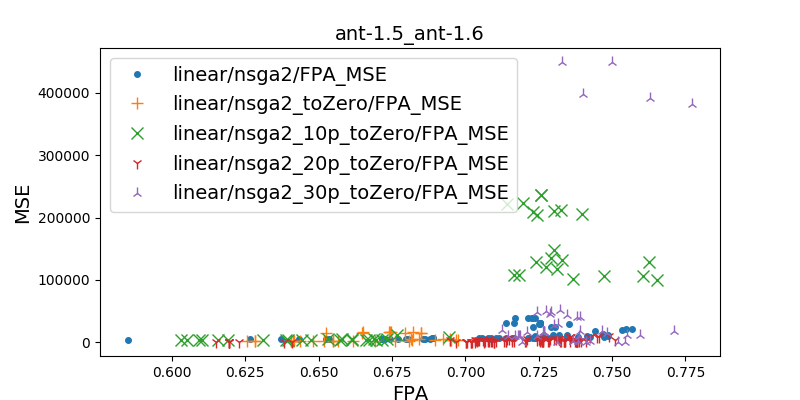 ant-1.5_ant-1.6
linear/nsga2/FPA_MSE
linear/nsga2_toZero/FPA_MSE
linear/nsga2_10p_toZero/FPA_MSE
linear/nsga2_20p_toZero/FPA_MSE
linear/nsga2_30p_toZero/FPA_MSE
MSE
400000
300000
200000
100000
0
0.600 0.625 0.650 0.675 0.700 0.725 0.750 0.775
FPA